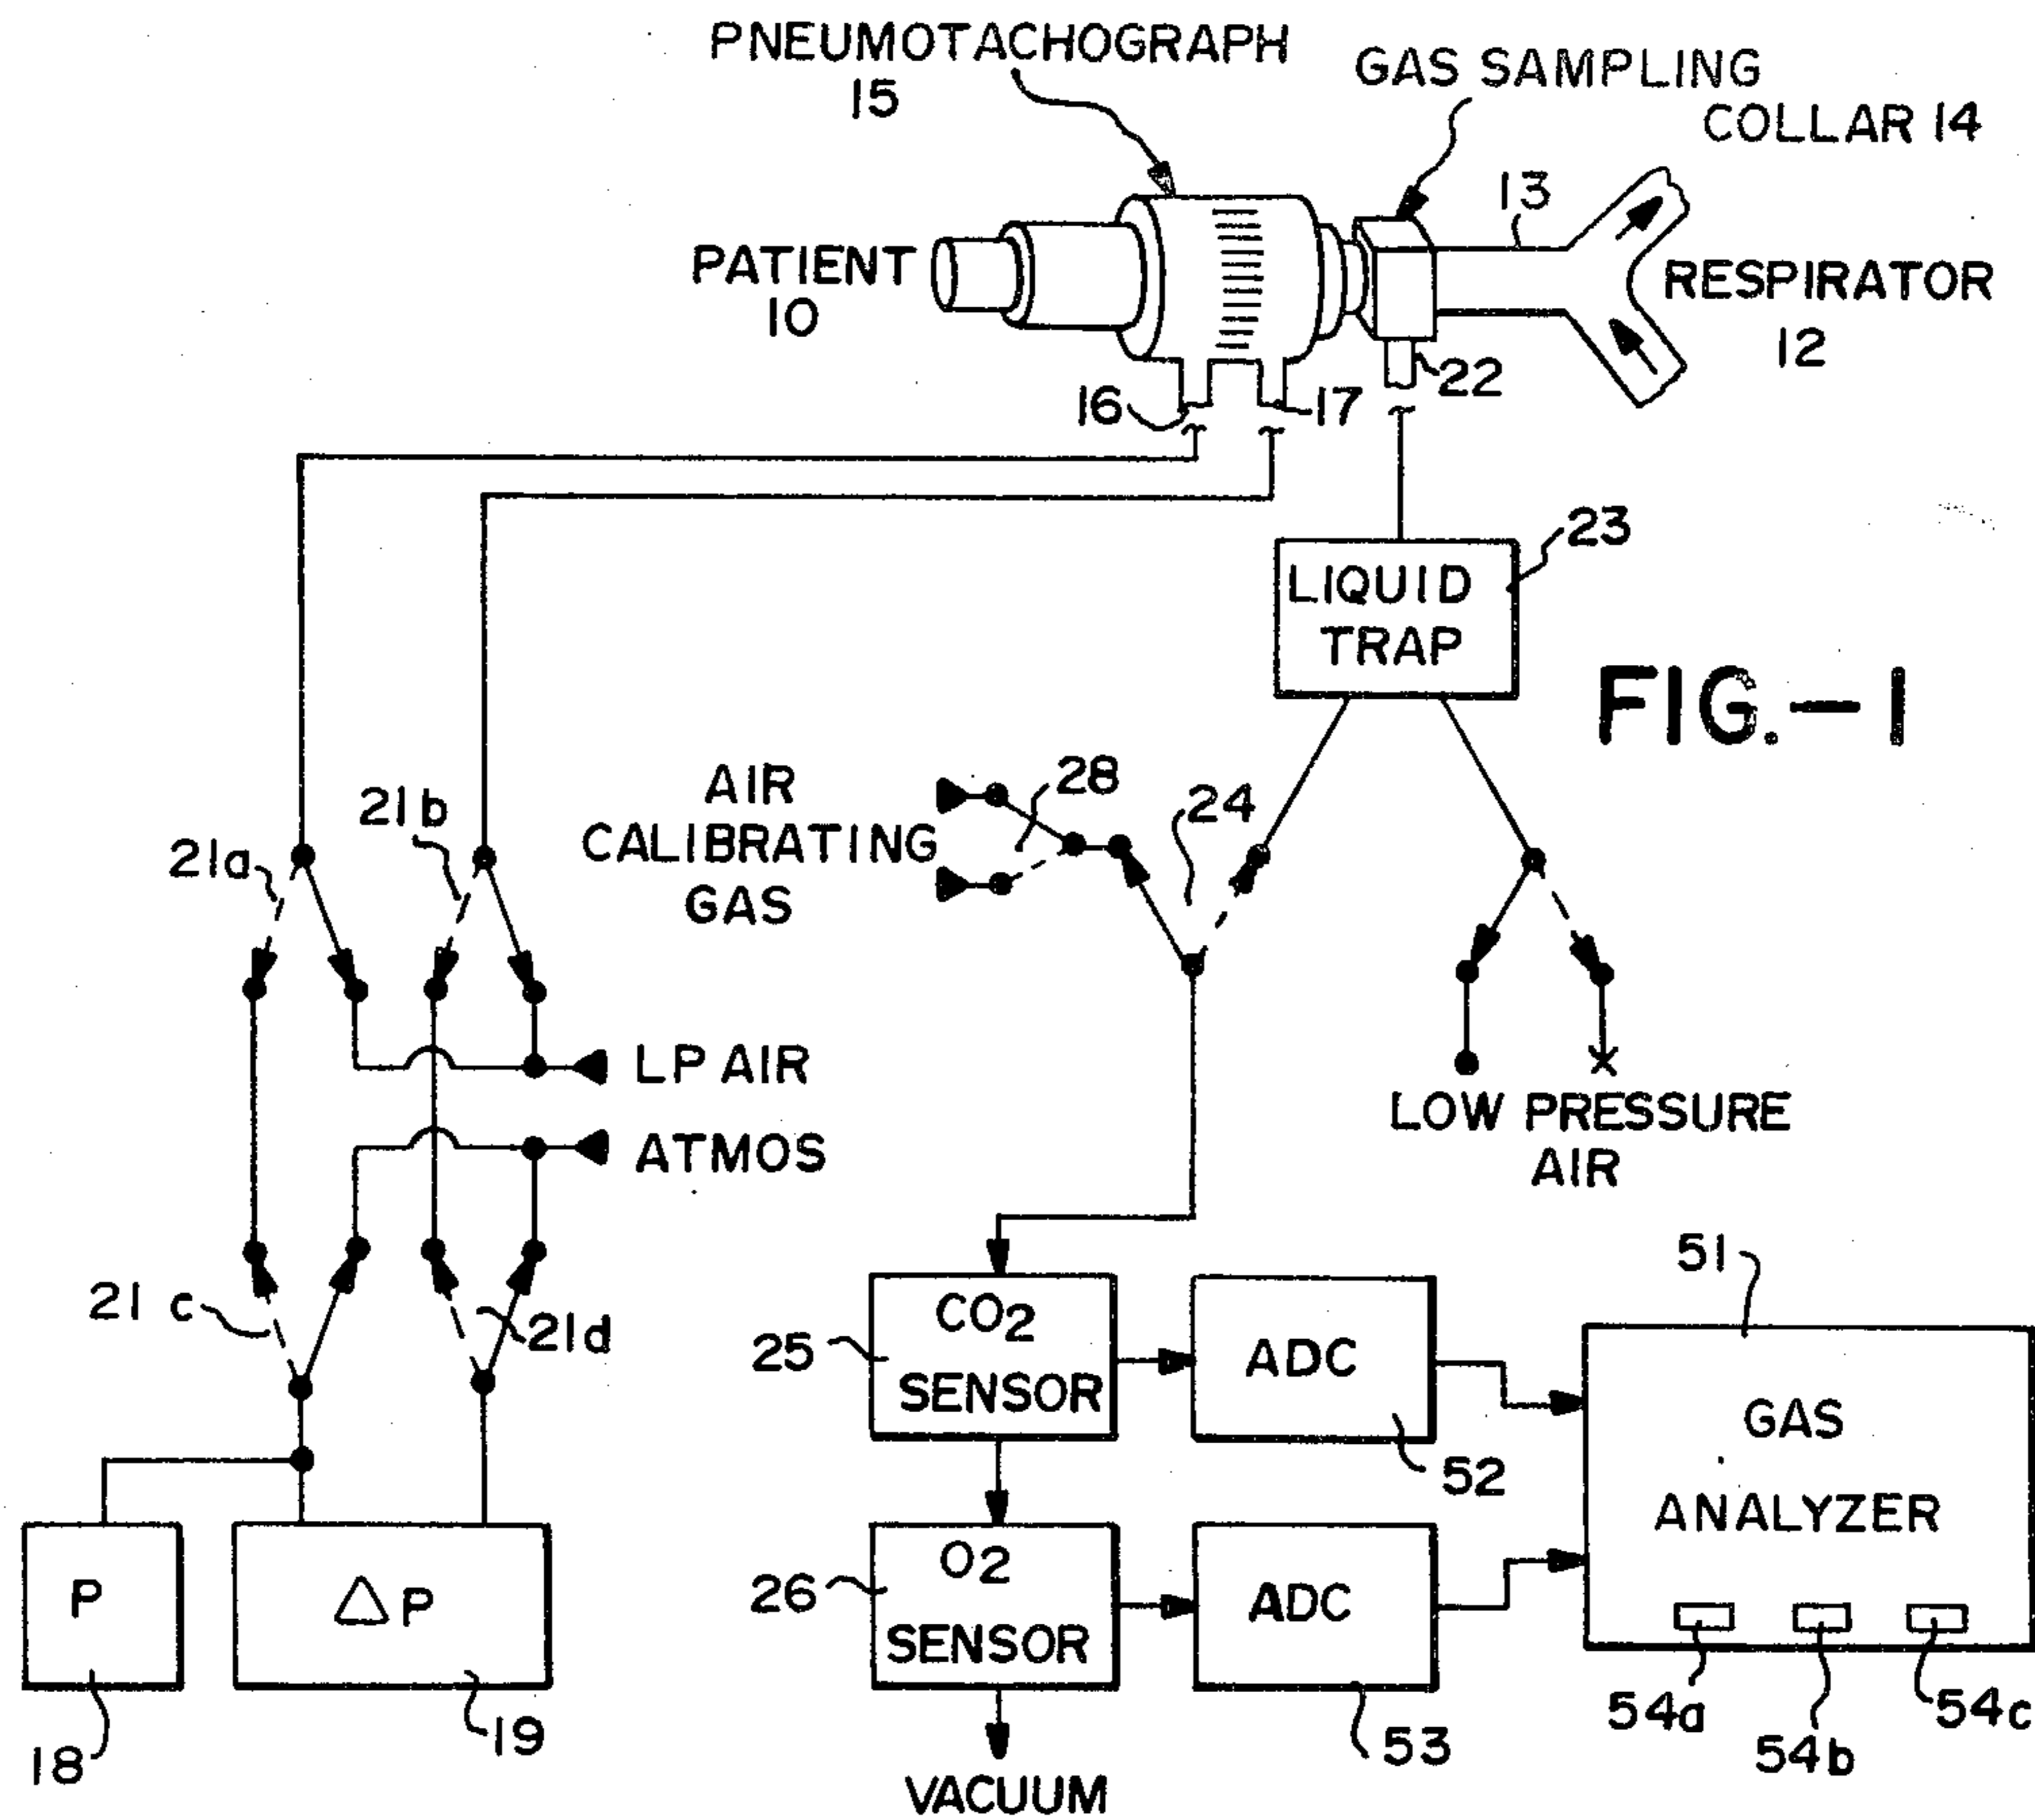 PNEUMOTACHOGRAPH
15
GAS SAMPLING
COLLAR 14
13
PATIENT
10
RESPIRATOR
12
16
17
22
23
LIQUID
TRAP
FIG.-1
AIR
CALIBRATING
GAS
28
24
21a
21b
LP AIR
ATMOS
LOW PRESSURE
AIR
21c
21d
25
CO2
SENSOR
ADC
52
51
GAS
ANALYZER
P
18
ΔP
19
26
O2
SENSOR
ADC
53
54a
54b
54c
VACUUM